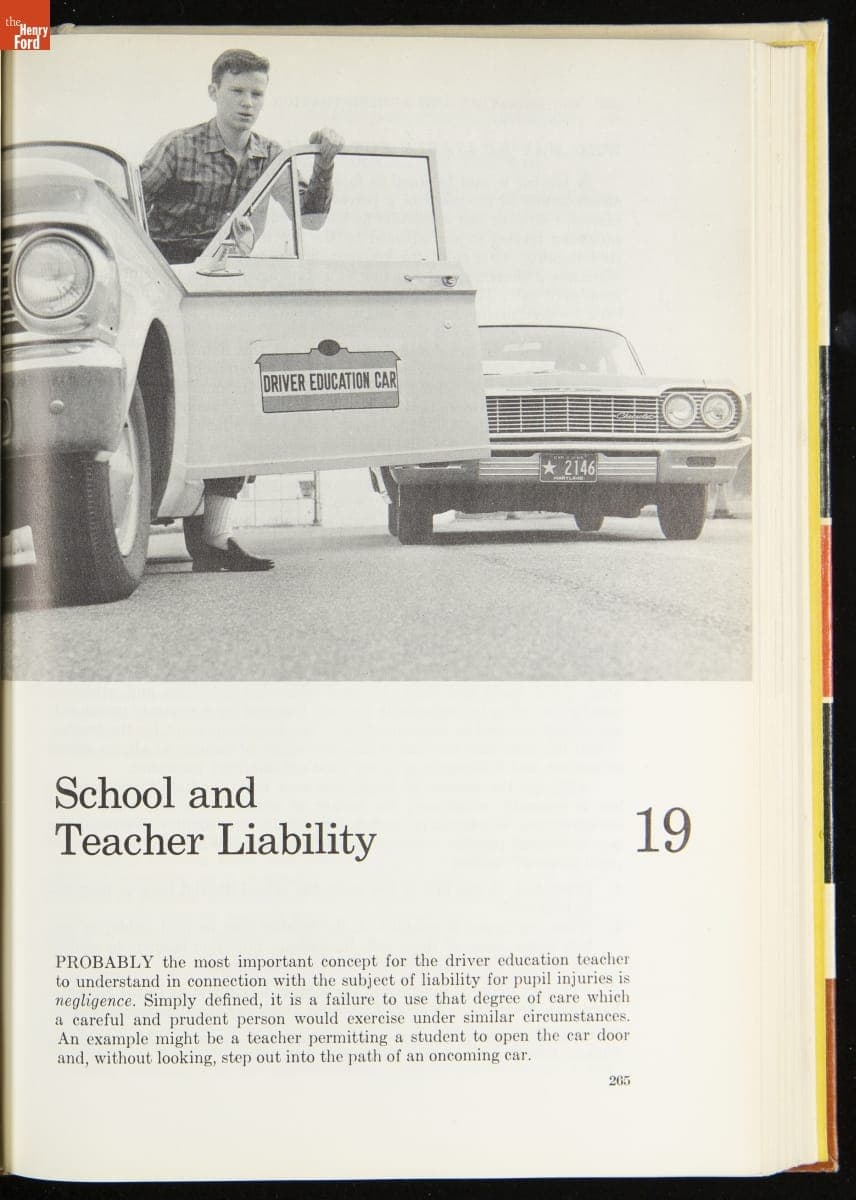 the
Henry
Ford
DRIVER EDUCATION CAR
Chevrolet
★ 2146
MARYLAND
School and
Teacher Liability
19
PROBABLY the most important concept for the driver education teacher
to understand in connection with the subject of liability for pupil injuries is
negligence. Simply defined, it is a failure to use that degree of care which
a careful and prudent person would exercise under similar circumstances.
An example might be a teacher permitting a student to open the car door
and, without looking, step out into the path of an oncoming car.
265